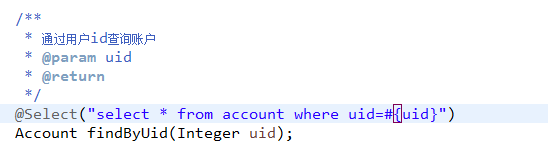 /**
* 通过用户id查询账户
* @param uid
* @return
*/
@Select("select * from account where uid=#{uid}")
Account findByUid(Integer uid);